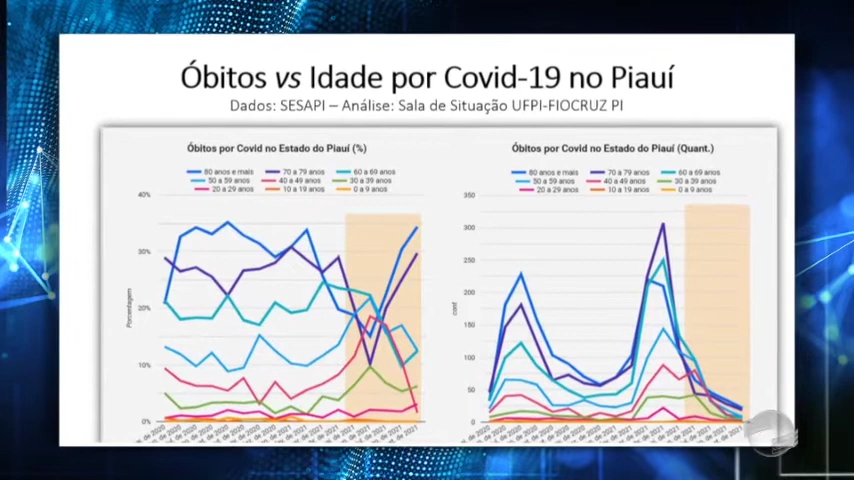 Óbitos vs Idade por Covid-19 no Piauí
Dados: SESAPI – Análise: Sala de Situação UFPI-FIOCRUZ PI
Óbitos por Covid no Estado do Piauí (%)
80 anos e mais 70 a 79 anos 60 a 69 anos
50 a 59 anos 40 a 49 anos 30 a 39 anos
20 a 29 anos 10 a 19 anos 0 a 9 anos
40%
30%
20%
10%
0%
Porcentagem
Óbitos por Covid no Estado do Piauí (Quant.)
80 anos e mais 70 a 79 anos 60 a 69 anos
50 a 59 anos 40 a 49 anos 30 a 39 anos
20 a 29 anos 10 a 19 anos 0 a 9 anos
350
300
250
200
150
100
50
0
cont